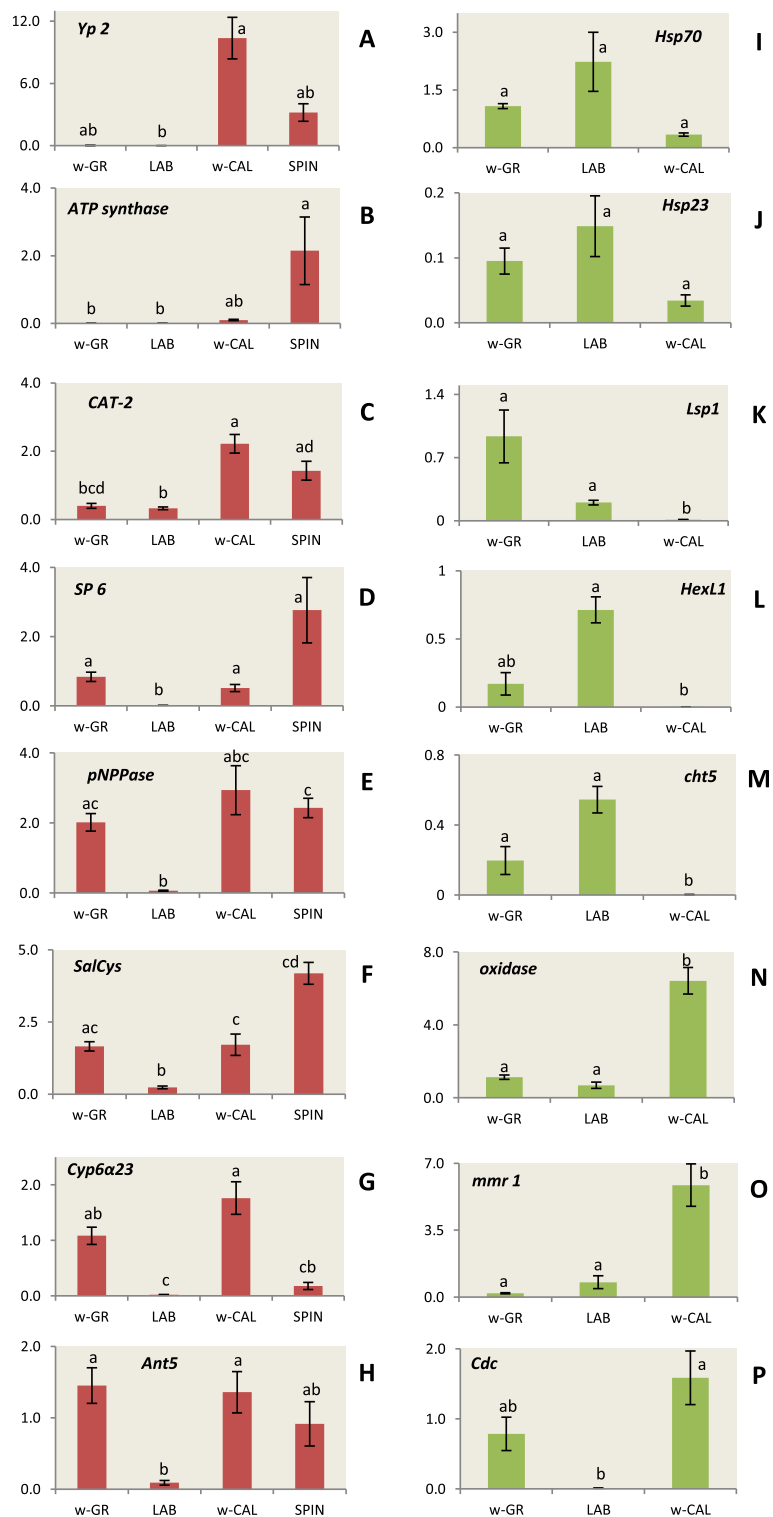 12.0
Yp 2
A
a
6.0
ab
ab b
0.0
w-GR LAB w-CAL SPIN
4.0
ATP synthase
B
a
2.0
b b ab
0.0
w-GR LAB w-CAL SPIN
4.0
CAT-2
C
a
2.0
ad
bcd b
0.0
w-GR LAB w-CAL SPIN
4.0
SP 6
D
a
2.0
a b a
0.0
w-GR LAB w-CAL SPIN
4.0
pNPPase
abc
E
ac c
2.0
b
0.0
w-GR LAB w-CAL SPIN
5.0
SalCys
cd
F
2.5
ac b c
0.0
w-GR LAB w-CAL SPIN
Cyp6α23
a
G
2.0
ab
1.0
c cb
0.0
w-GR LAB w-CAL SPIN
2.0
a Ant5 a
H
ab
1.0
b
0.0
w-GR LAB w-CAL SPIN
3.0
Hsp70
I
a
1.5
a a
0.0
w-GR LAB w-CAL
0.2
Hsp23
J
a a
0.1
a
0.0
w-GR LAB w-CAL
1.4
a
Lsp1
K
0.7
a b
0
w-GR LAB w-CAL
1
HexL1
L
a
0.5
ab b
0
w-GR LAB w-CAL
0.8
cht5
M
a
0.4
a b
0
w-GR LAB w-CAL
8.0
oxidase
b
N
4.0
a a
0.0
w-GR LAB w-CAL
7.0
mmr 1
b
O
3.5
a a
0.0
w-GR LAB w-CAL
2.0
Cdc
a
P
ab
1.0
b
0.0
w-GR LAB w-CAL